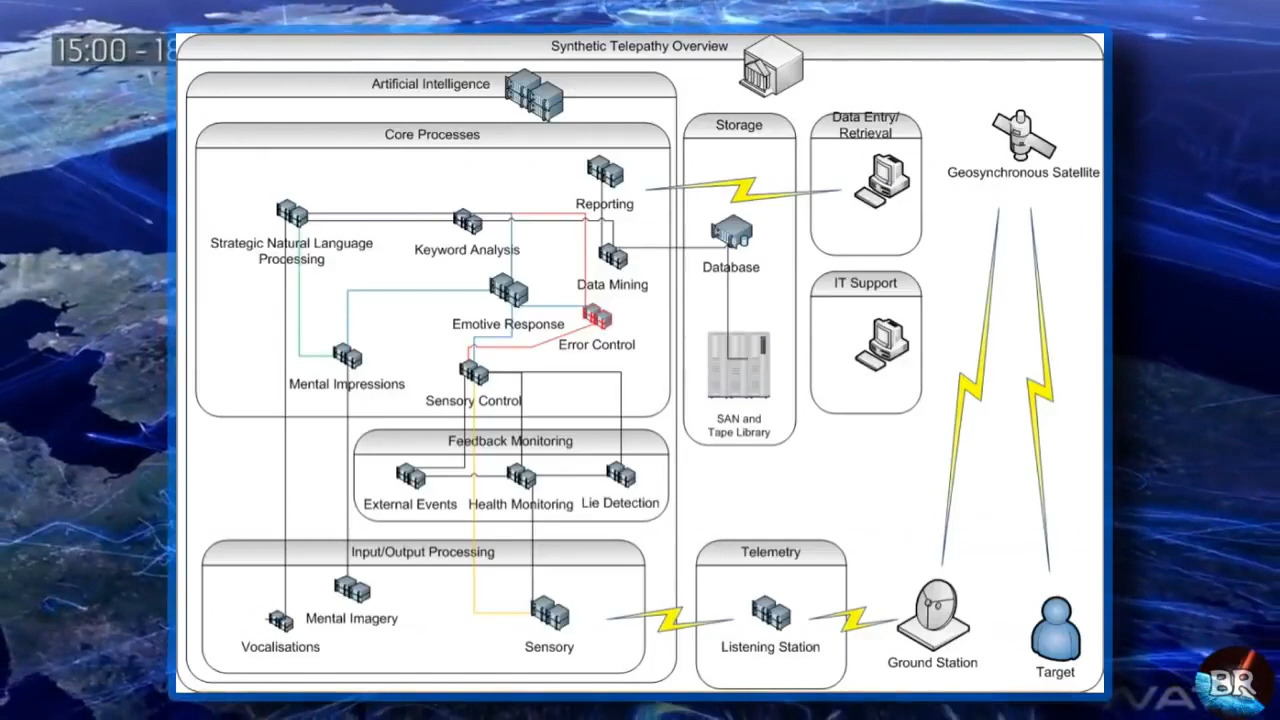 15:00 - 18
Synthetic Telepathy Overview
Artificial Intelligence
Core Processes
Reporting
Strategic Natural Language
Processing
Keyword Analysis
Data Mining
Emotive Response
Error Control
Mental Impressions
Sensory Control
Feedback Monitoring
External Events
Health Monitoring
Lie Detection
Input/Output Processing
Mental Imagery
Vocalisations
Sensory
Storage
Database
SAN and
Tape Library
Data Entry/
Retrieval
IT Support
Geosynchronous Satellite
Telemetry
Listening Station
Ground Station
Target
BR